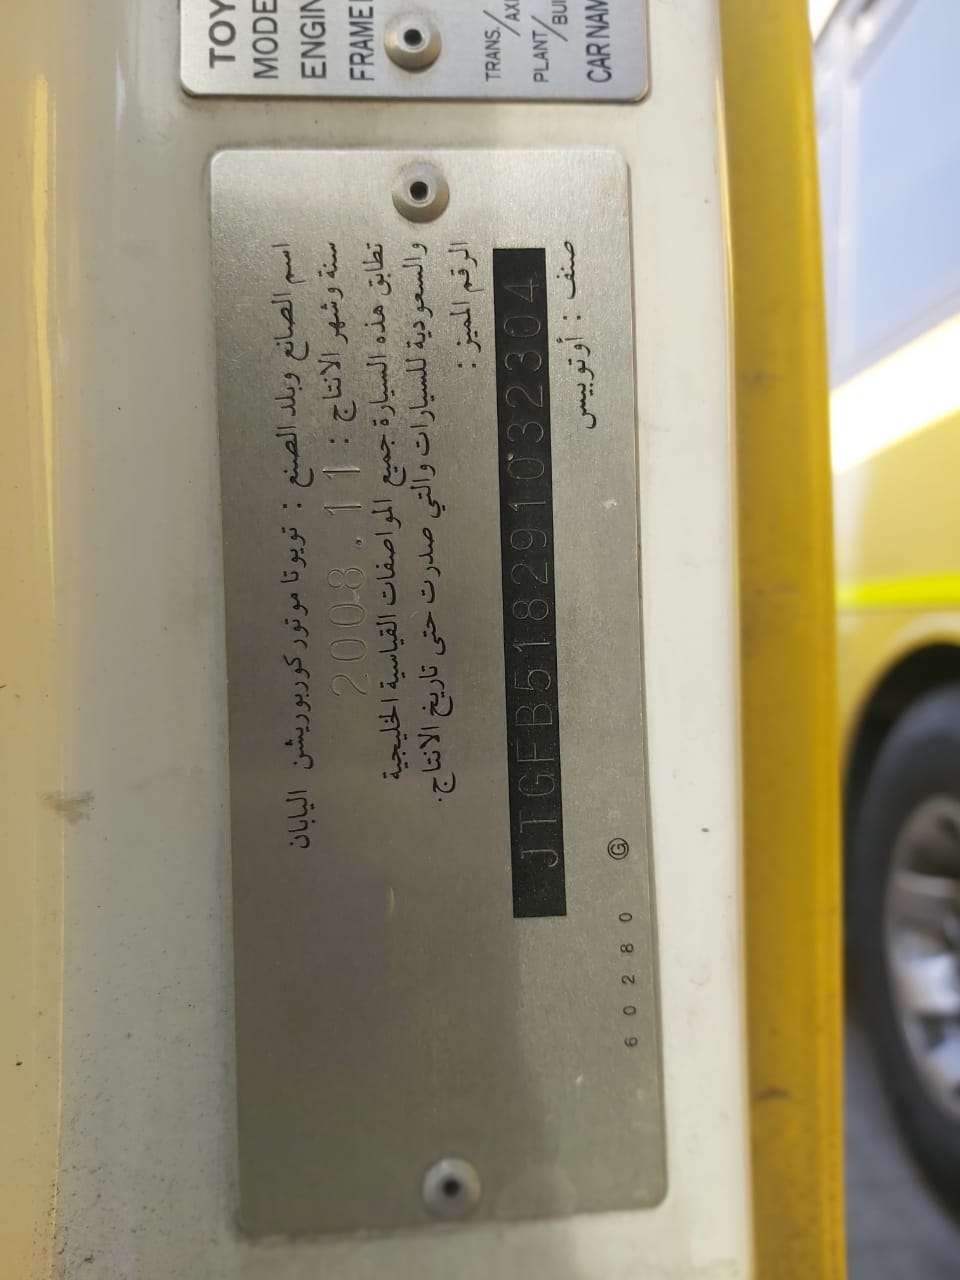 TOY
MODE
ENGIN
FRAME
TRANS./AX
PLANT/BUI
CAR NAM
اسم الصانع وبلد الصنع : تويوتا موتور كوربوريشن اليابان
سنة وشهر الانتاج : 2008.11
تطابق هذه السيارة جميع المواصفات القياسية الخليجية
والسعودية للسيارات والتي صدرت حتى تاريخ الانتاج.
الرقم المميز :
JTGFB518291032304
صنف : أوتوبيس
60280 G